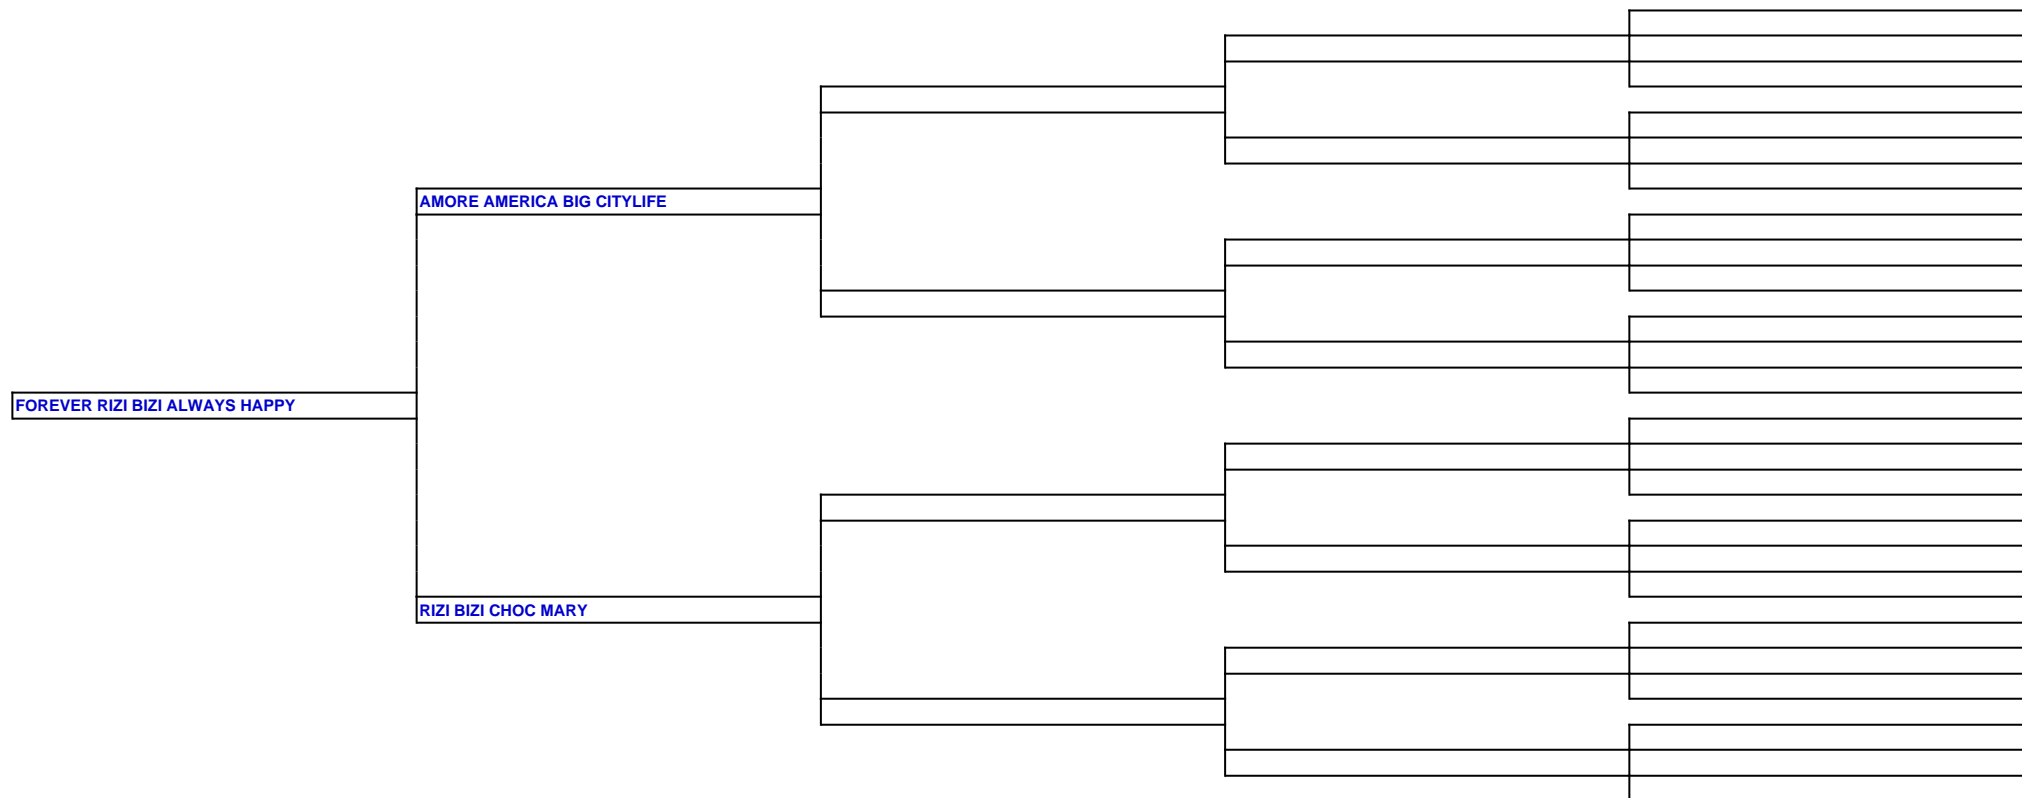 AMORE AMERICA BIG CITYLIFE
FOREVER RIZI BIZI ALWAYS HAPPY
RIZI BIZI CHOC MARY